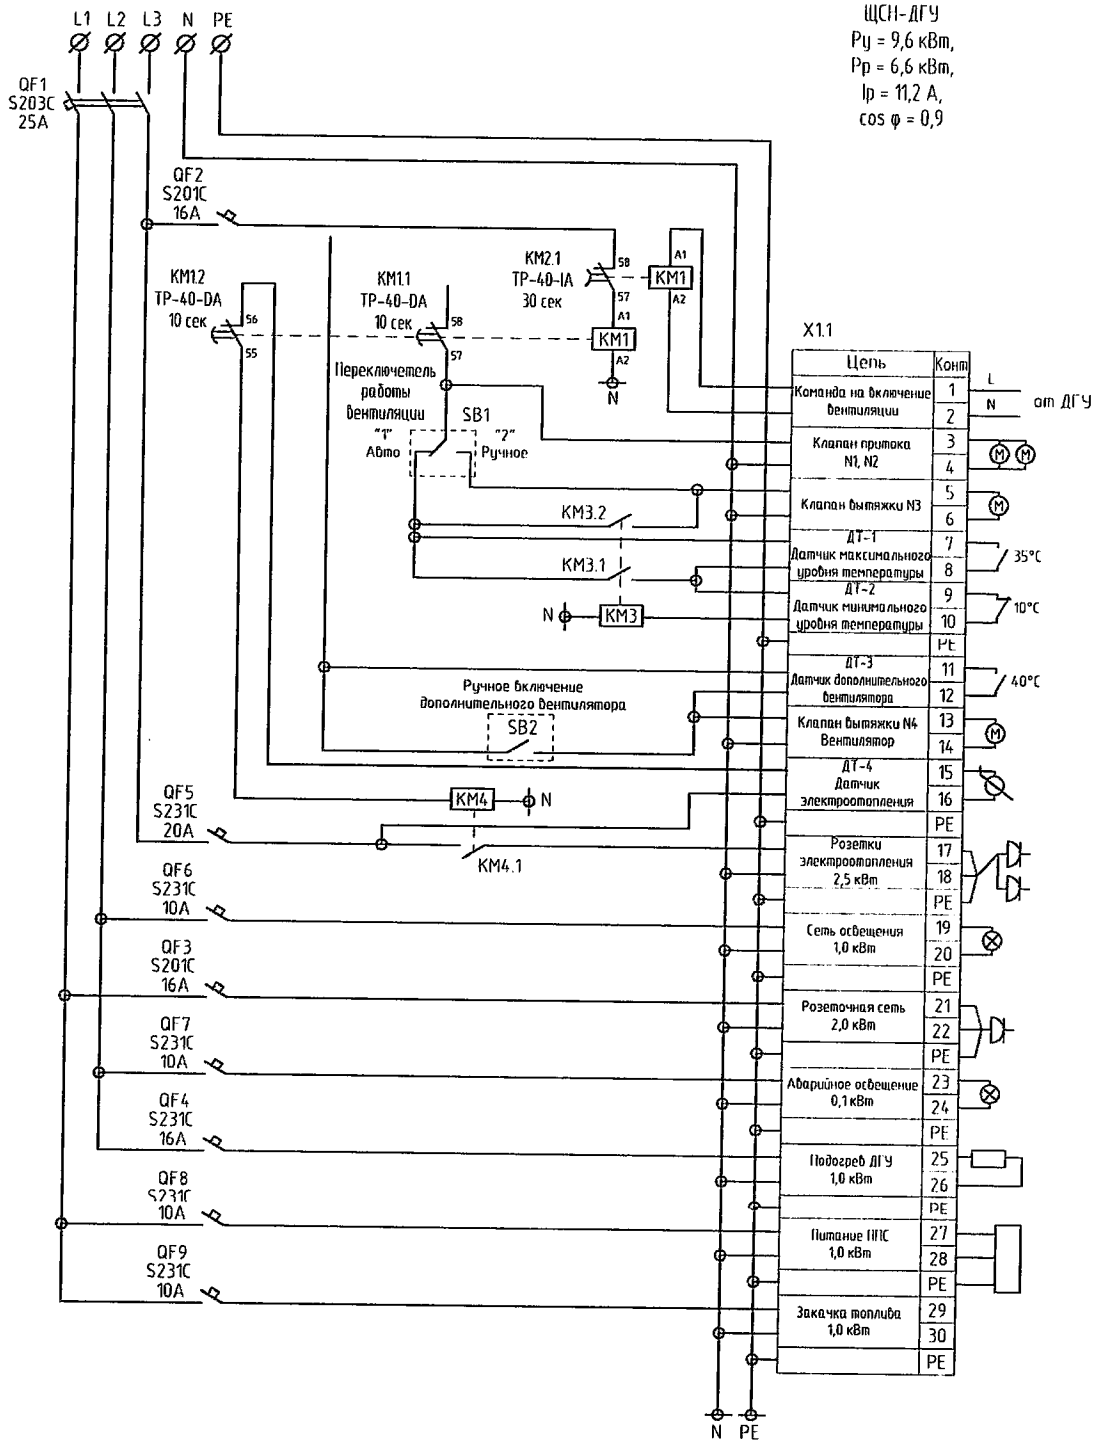 L1 L2 L3 N PE
ЩСН-ДГУ
Ру = 9,6 кВт,
Рр = 6,6 кВт,
Iр = 11,2 А,
cos φ = 0,9
QF1
S203C
25A
QF2
S201C
16A
KM1.2
TP-40-DA
10 сек
56
55
KM1.1
TP-40-DA
10 сек
58
57
KM2.1
TP-40-IA
30 сек
58
57
A1
KM1
A2
N
A1
KM1
A2
Переключетель
работы
вентиляции
SB1
"1"
Авто
"2"
Ручное
KM3.2
KM3.1
N
KM3
Ручное включение
дополнительного вентилятора
SB2
KM4
N
KM4.1
QF5
S231C
20A
QF6
S231C
10A
QF3
S201C
16A
QF7
S231C
10A
QF4
S231C
16A
QF8
S231C
10A
QF9
S231C
10A
X1.1
Цепь Конт
Команда на включение
вентиляции
1
2
L
N
от ДГУ
Клапан притока
N1, N2
3
4
M M
Клапан вытяжки N3
5
6
M
ДТ-1
Датчик максимального
уровня температуры
7
8
35°C
ДТ-2
Датчик минимального
уровня температуры
9
10
10°C
PE
ДТ-3
Датчик дополнительного
вентилятора
11
12
40°C
Клапан вытяжки N4
Вентилятор
13
14
M
ДТ-4
Датчик
электроотопления
15
16
PE
Розетки
электроотопления
2,5 кВт
17
18
PE
Сеть освещения
1,0 кВт
19
20
PE
Розеточная сеть
2,0 кВт
21
22
PE
Аварийное освещение
0,1 кВт
23
24
PE
Подогрев ДГУ
1,0 кВт
25
26
PE
Питание ППС
1,0 кВт
27
28
PE
Закачка топлива
1,0 кВт
29
30
PE
N PE